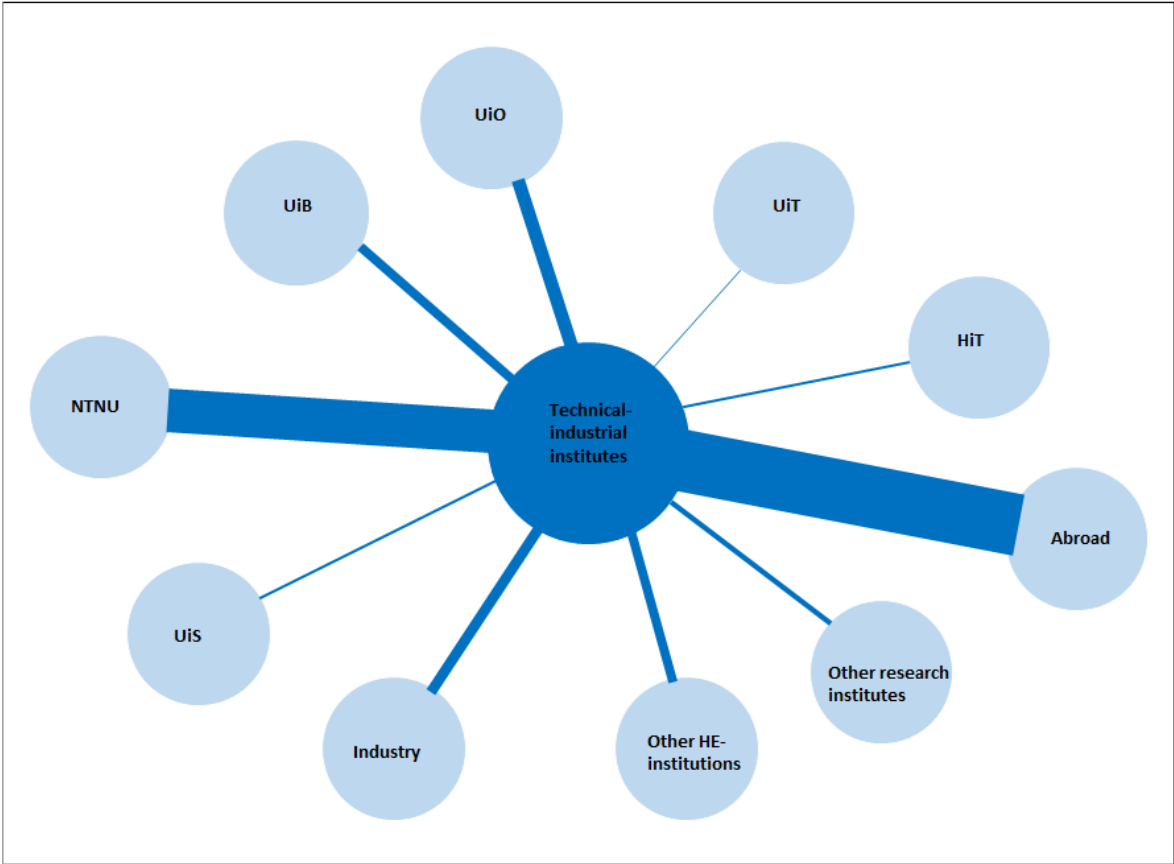 UiO
UiB
UiT
HiT
NTNU
Technical-
industrial
institutes
Abroad
UiS
Other research
institutes
Industry
Other HE-
institutions